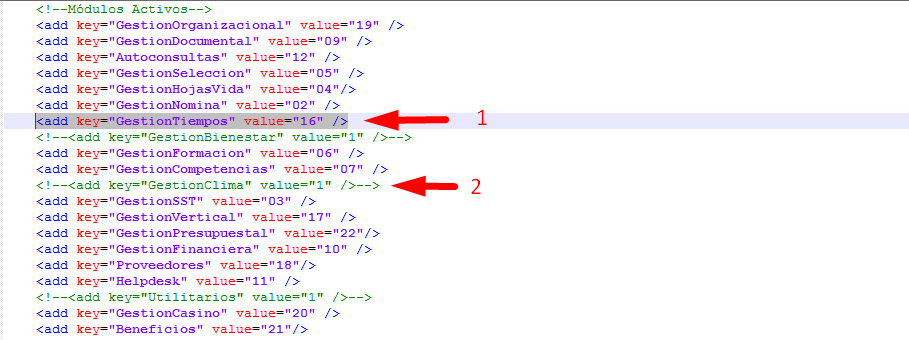 <!--Módulos Activos-->
<add key="GestionOrganizacional" value="19" />
<add key="GestionDocumental" value="09" />
<add key="Autoconsultas" value="12" />
<add key="GestionSeleccion" value="05" />
<add key="GestionHojasVida" value="04"/>
<add key="GestionNomina" value="02" />
<add key="GestionTiempos" value="16" /> 1
<!--<add key="GestionBienestar" value="1" />-->
<add key="GestionFormacion" value="06" />
<add key="GestionCompetencias" value="07" />
<!--<add key="GestionClima" value="1" />--> 2
<add key="GestionSST" value="03" />
<add key="GestionVertical" value="17" />
<add key="GestionPresupuestal" value="22"/>
<add key="GestionFinanciera" value="10" />
<add key="Proveedores" value="18"/>
<add key="Helpdesk" value="11" />
<!--<add key="Utilitarios" value="1" />-->
<add key="GestionCasino" value="20" />
<add key="Beneficios" value="21"/>